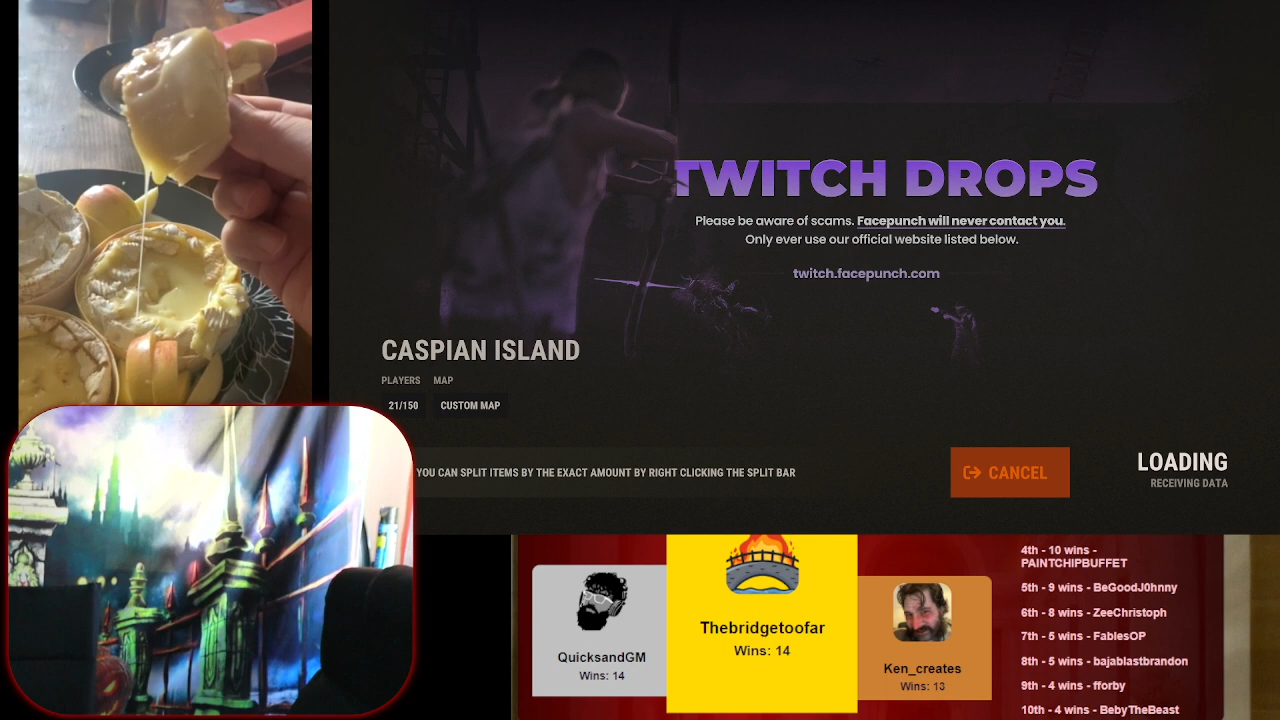 TWITCH DROPS
Please be aware of scams. Facepunch will never contact you.
Only ever use our official website listed below.
twitch.facepunch.com
CASPIAN ISLAND
PLAYERS MAP
21/150 CUSTOM MAP
YOU CAN SPLIT ITEMS BY THE EXACT AMOUNT BY RIGHT CLICKING THE SPLIT BAR
CANCEL
LOADING
RECEIVING DATA
QuicksandGM
Wins: 14
Thebridgetoofar
Wins: 14
Ken_creates
Wins: 13
4th - 10 wins -
PAINTCHIPBUFFET
5th - 9 wins - BeGoodJ0hnny
6th - 8 wins - ZeeChristoph
7th - 5 wins - FablesOP
8th - 5 wins - bajablastbrandon
9th - 4 wins - fforby
10th - 4 wins - BebyTheBeast